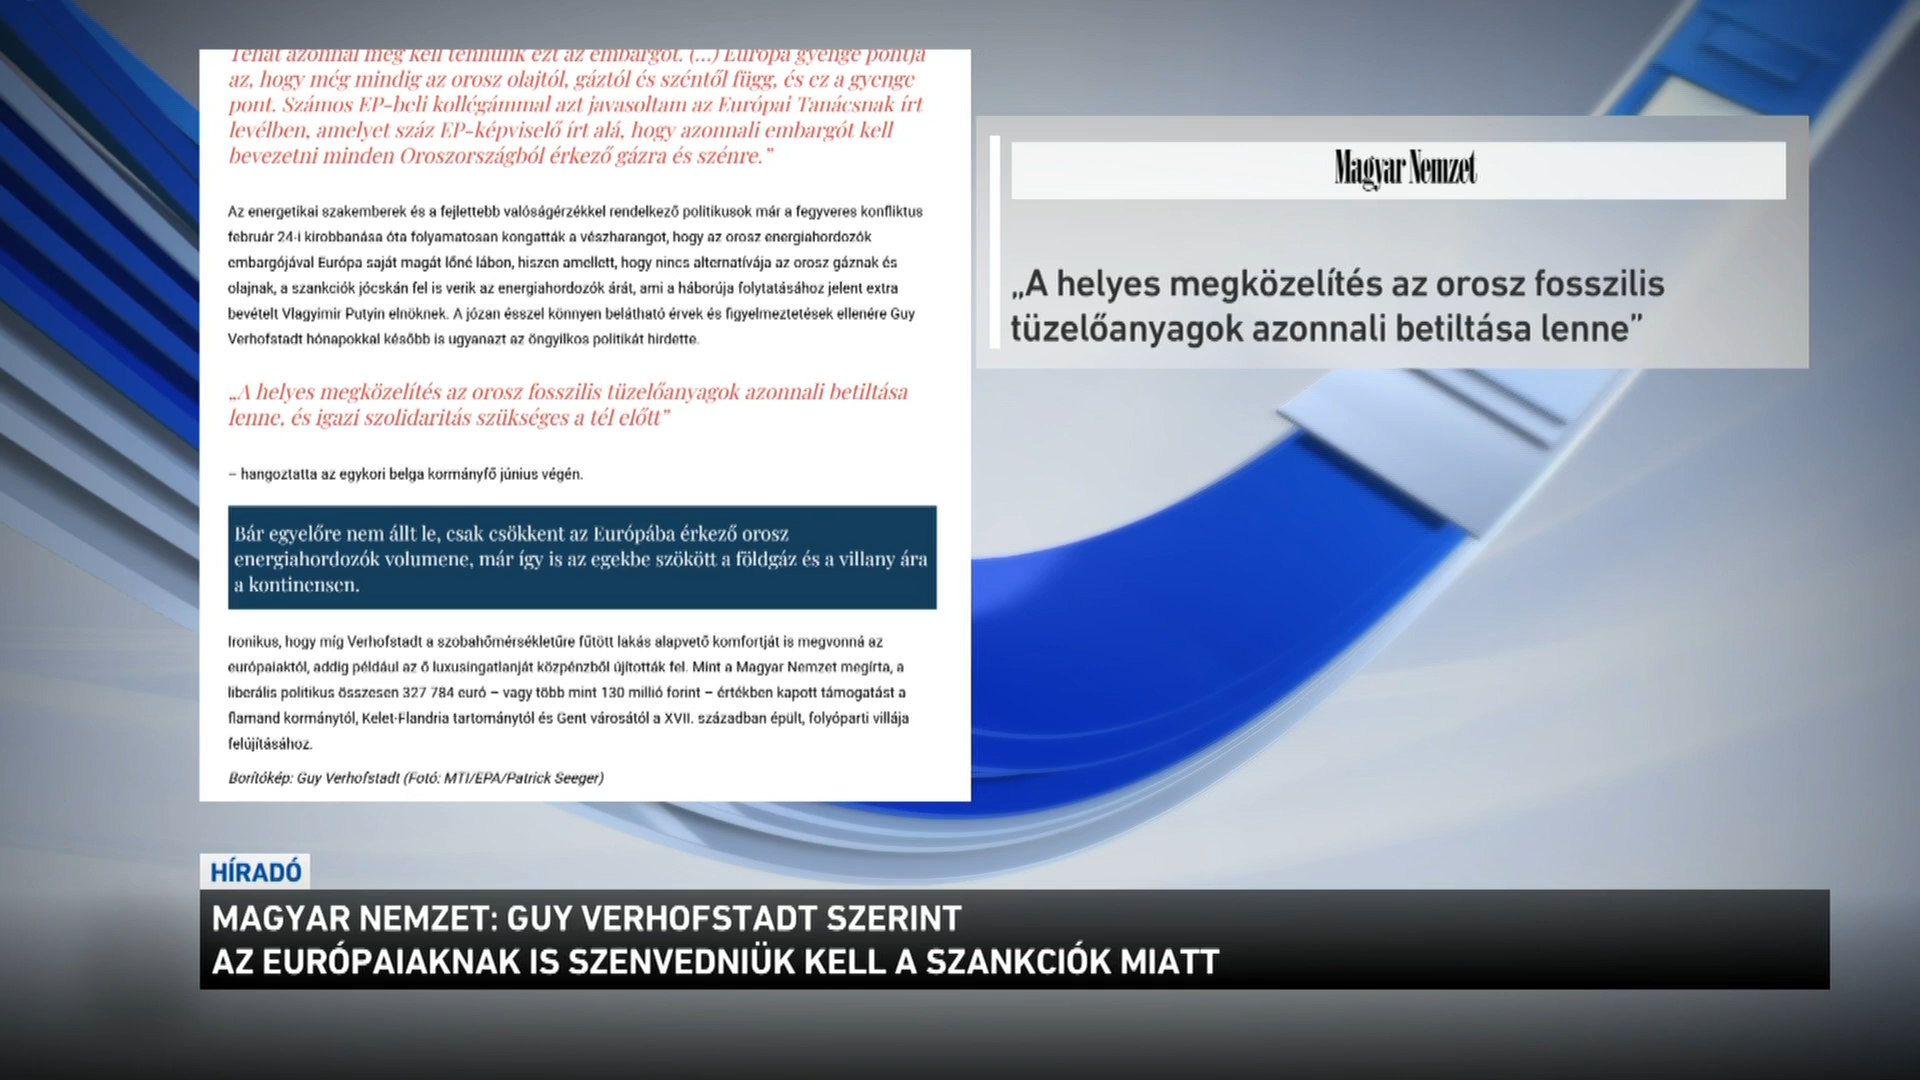 Tehát azonnal meg kell tennünk ezt az embargót. (...) Európa gyenge pontja
az, hogy még mindig az orosz olajtól, gáztól és széntől függ, és ez a gyenge
pont. Számos EP-beli kollégámmal azt javasoltam az Európai Tanácsnak írt
levélben, amelyet száz EP-képviselő írt alá, hogy azonnali embargót kell
bevezetni minden Oroszországból érkező gázra és szénre.”
Az energetikai szakemberek és a fejlettebb valóságérzékkel rendelkező politikusok már a fegyveres konfliktus
február 24-i kirobbanása óta folyamatosan kongatták a vészharangot, hogy az orosz energiahordozók
embargójával Európa saját magát lőné lábon, hiszen amellett, hogy nincs alternatívája az orosz gáznak és
olajnak, a szankciók jócskán fel is verik az energiahordozók árát, ami a háborúja folytatásához jelent extra
bevételt Vlagyimir Putyin elnöknek. A józan ésszel könnyen belátható érvek és figyelmeztetések ellenére Guy
Verhofstadt hónapokkal később is ugyanazt az öngyilkos politikát hirdette.
„A helyes megközelítés az orosz fosszilis tüzelőanyagok azonnali betiltása
lenne, és igazi szolidaritás szükséges a tél előtt”
– hangoztatta az egykori belga kormányfő június végén.
Bár egyelőre nem állt le, csak csökkent az Európába érkező orosz
energiahordozók volumene, már így is az egekbe szökött a földgáz és a villany ára
a kontinensen.
Ironikus, hogy míg Verhofstadt a szobahőmérsékletűre fűtött lakás alapvető komfortját is megvonná az
európaiaktól, addig például az ő luxusingatlanját közpénzből újították fel. Mint a Magyar Nemzet megírta, a
liberális politikus összesen 327 784 euró – vagy több mint 130 millió forint – értékben kapott támogatást a
flamand kormánytól, Kelet-Flandria tartománytól és Gent városától a XVII. században épült, folyóparti villája
felújításához.
Borítókép: Guy Verhofstadt (Fotó: MTI/EPA/Patrick Seeger)
Magyar Nemzet
„A helyes megközelítés az orosz fosszilis
tüzelőanyagok azonnali betiltása lenne”
HÍRADÓ
MAGYAR NEMZET: GUY VERHOFSTADT SZERINT
AZ EURÓPAIAKNAK IS SZENVEDNIÜK KELL A SZANKCIÓK MIATT